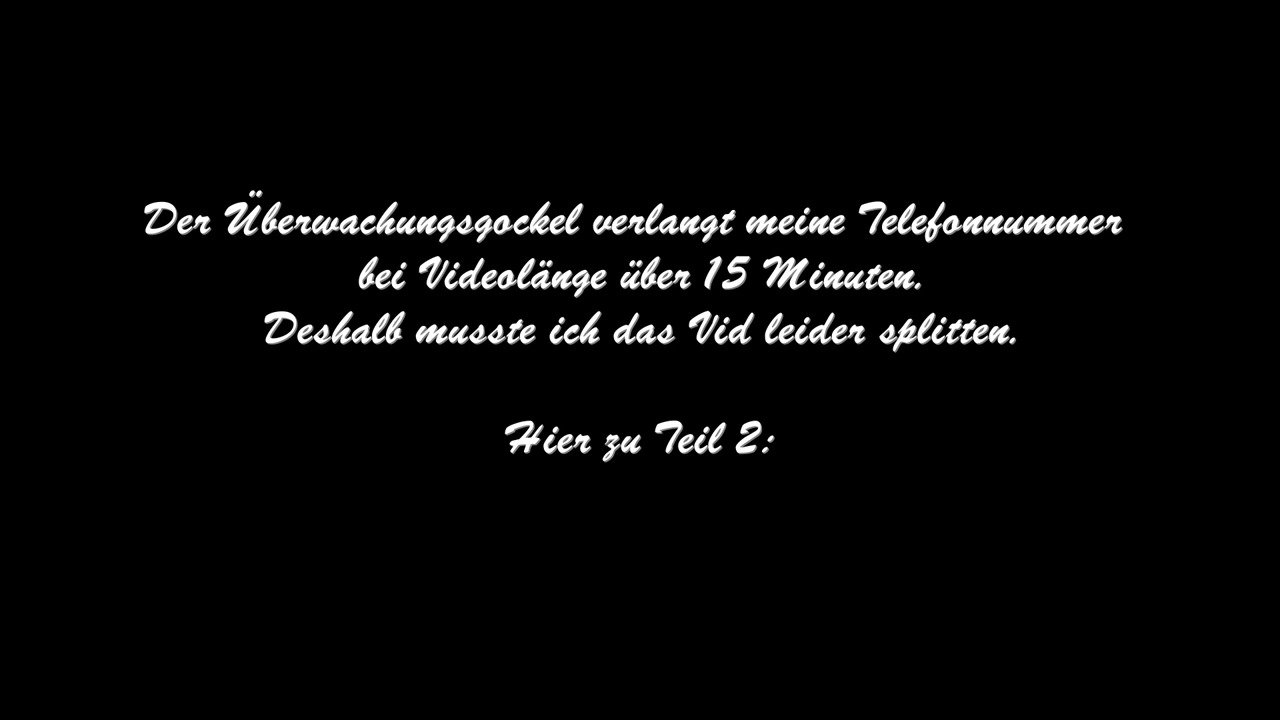 Der Überwachungsgockel verlangt meine Telefonnummer
bei Videolänge über 15 Minuten.
Deshalb musste ich das Vid leider splitten.
Hier zu Teil 2: